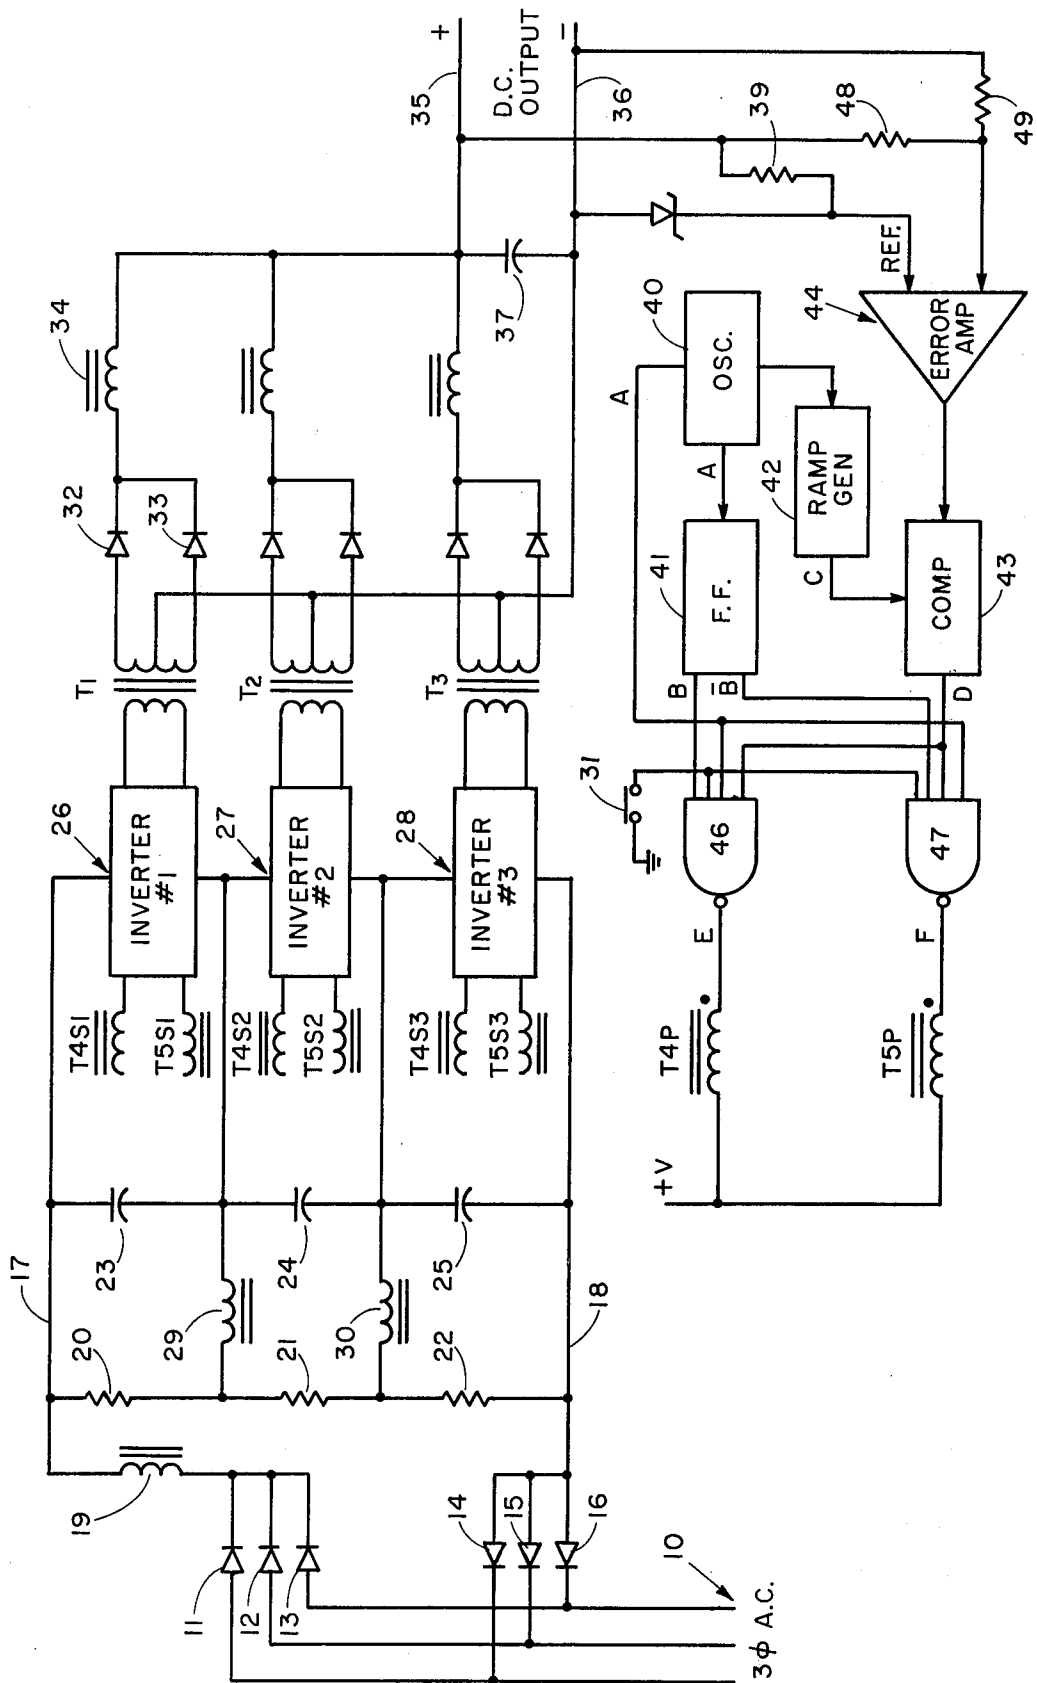 17
20
29
21
30
22
18
19
11
12
13
14
15
16
10
3φ A.C.
23
24
25
T4S1
T5S1
T4S2
T5S2
T4S3
T5S3
26
INVERTER
#1
27
INVERTER
#2
28
INVERTER
#3
T1
T2
T3
32
33
34
37
35
+
D.C.
OUTPUT
−
36
39
48
49
REF.
44
ERROR
AMP
40
OSC.
A
A
42
RAMP
GEN
C
41
F.F.
B
B̅
COMP
43
D
31
46
47
E
F
T4P
T5P
+V